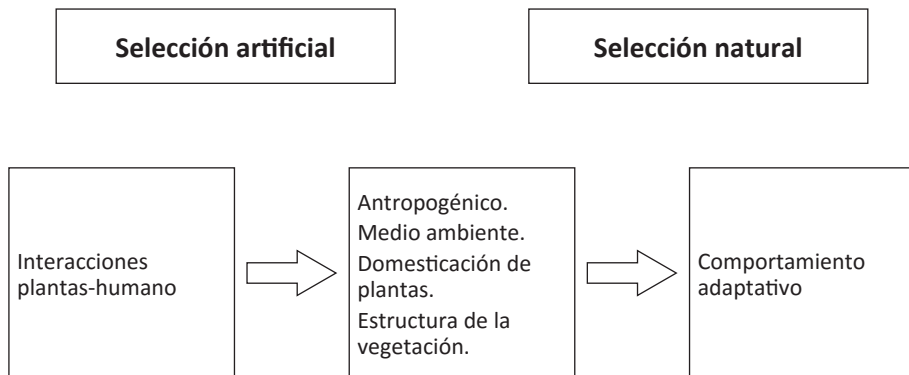 Selección artificial
Selección natural
Interacciones
plantas-humano
Antropogénico.
Medio ambiente.
Domesticación de
plantas.
Estructura de la
vegetación.
Comportamiento
adaptativo